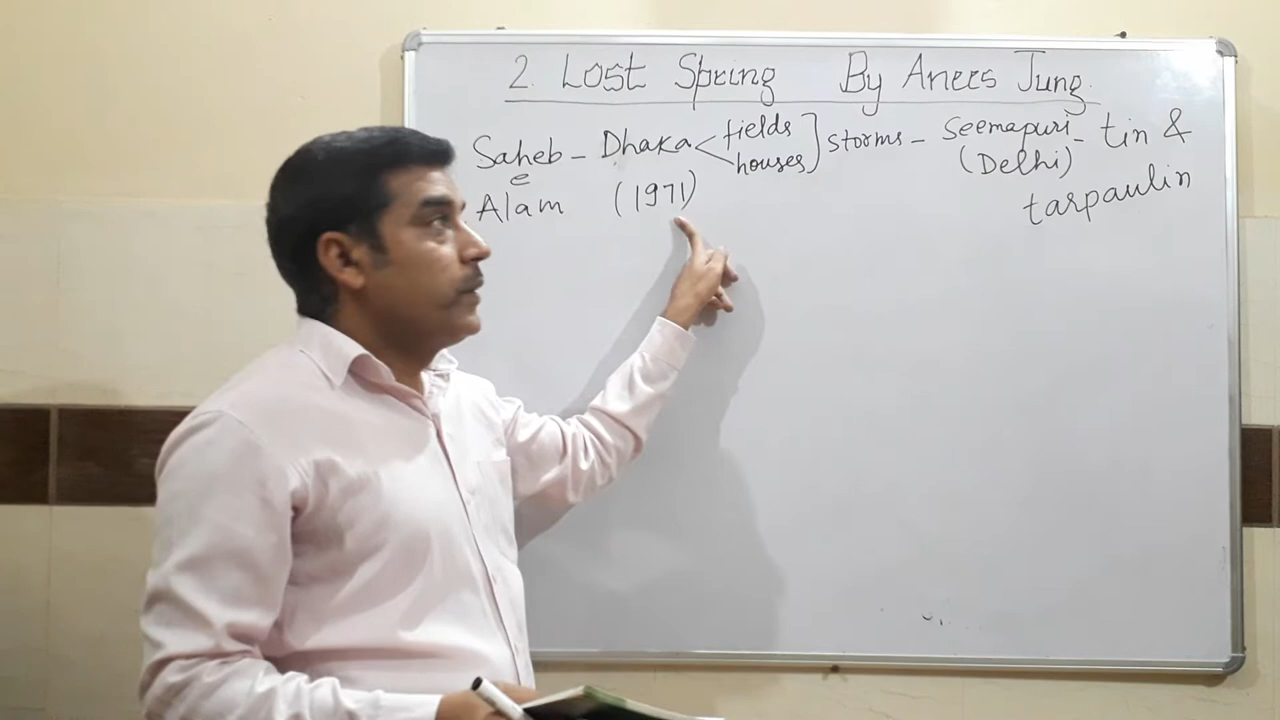 2. Lost Spring By Anees Jung.
Saheb - Dhaka < fields houses ] storms - Seemapuri - tin &
e (Delhi) tarpaulin
Alam (1971)